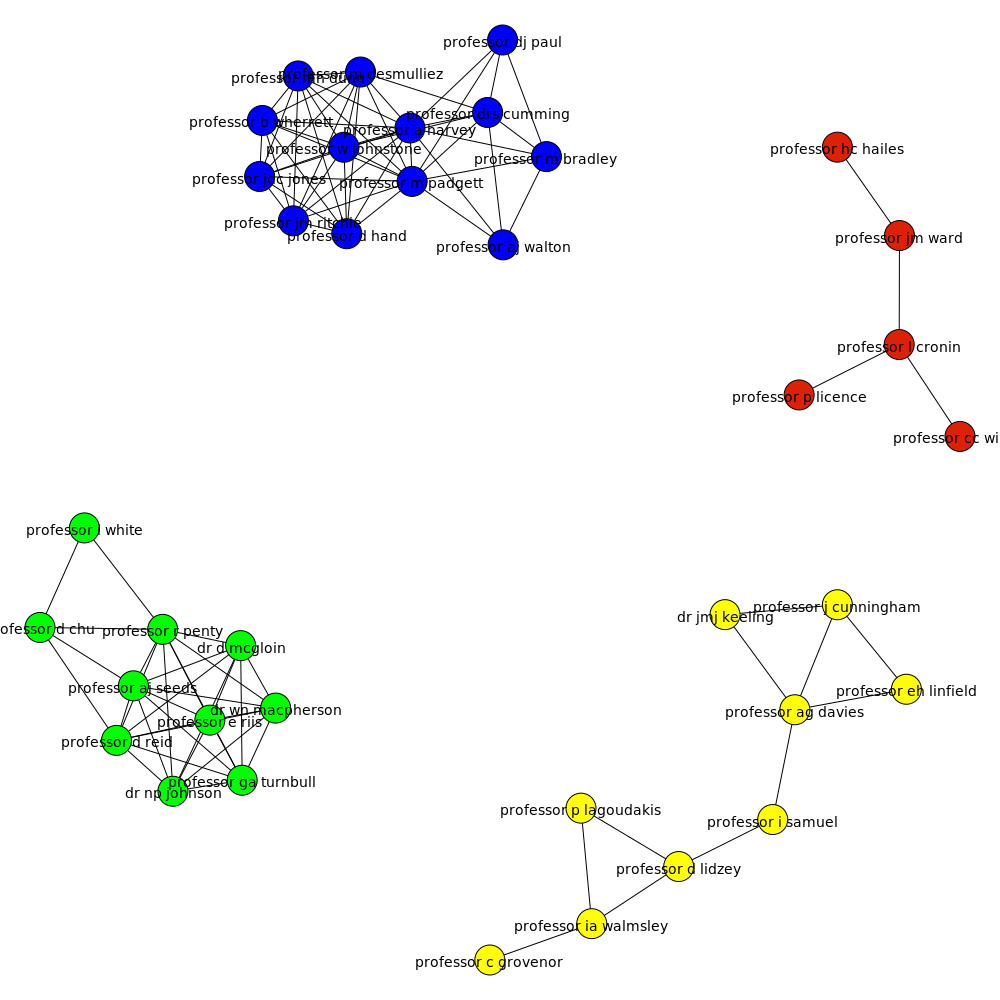 professor dj paul
professor m desmulliez
professor
professor drs cumming
professor b wherrett
professor a harvey
professor w johnstone
professor hc hailes
professor m bradley
professor jdc jones
professor m padgett
professor jm ritchie
professor d hand
professor jm ward
professor aj walton
professor l cronin
professor p licence
professor cc wi
professor i white
ofessor d chu
professor r penty
dr d mcgloin
professor aj seeds
dr wn macpherson
professor e riis
professor d reid
professor ga turnbull
dr np johnson
professor j cunningham
dr jmj keeling
professor eh linfield
professor ag davies
professor p lagoudakis
professor i samuel
professor d lidzey
professor ia walmsley
professor c grovenor